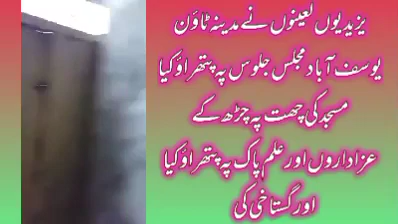 یزیدیوں لعینوں نے مدینہ ٹاؤن
یوسف آباد مجلس جلوس پہ پتھراؤ کیا
مسجد کی چھت پہ چڑھ کے
عزاداروں اور علم پاک پہ پتھراؤ کیا
اور گستاخی کی